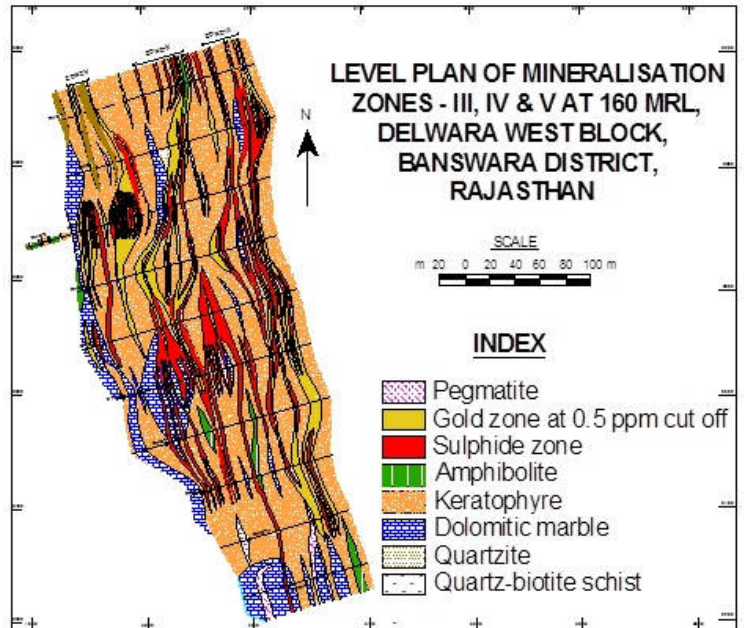 LEVEL PLAN OF MINERALISATION
ZONES - III, IV & V AT 160 MRL,
DELWARA WEST BLOCK,
BANSWARA DISTRICT,
RAJASTHAN
N
SCALE
m 20 0 20 40 60 80 100 m
INDEX
Pegmatite
Gold zone at 0.5 ppm cut off
Sulphide zone
Amphibolite
Keratophyre
Dolomitic marble
Quartzite
Quartz-biotite schist